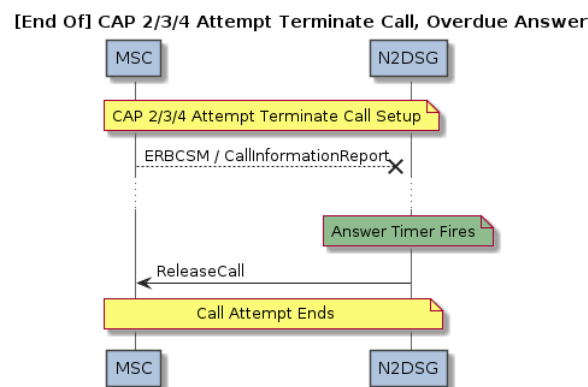 [End Of] CAP 2/3/4 Attempt Terminate Call, Overdue Answer
MSC
N2DSG
CAP 2/3/4 Attempt Terminate Call Setup
ERBCSM / CallInformationReport
Answer Timer Fires
ReleaseCall
Call Attempt Ends
MSC
N2DSG